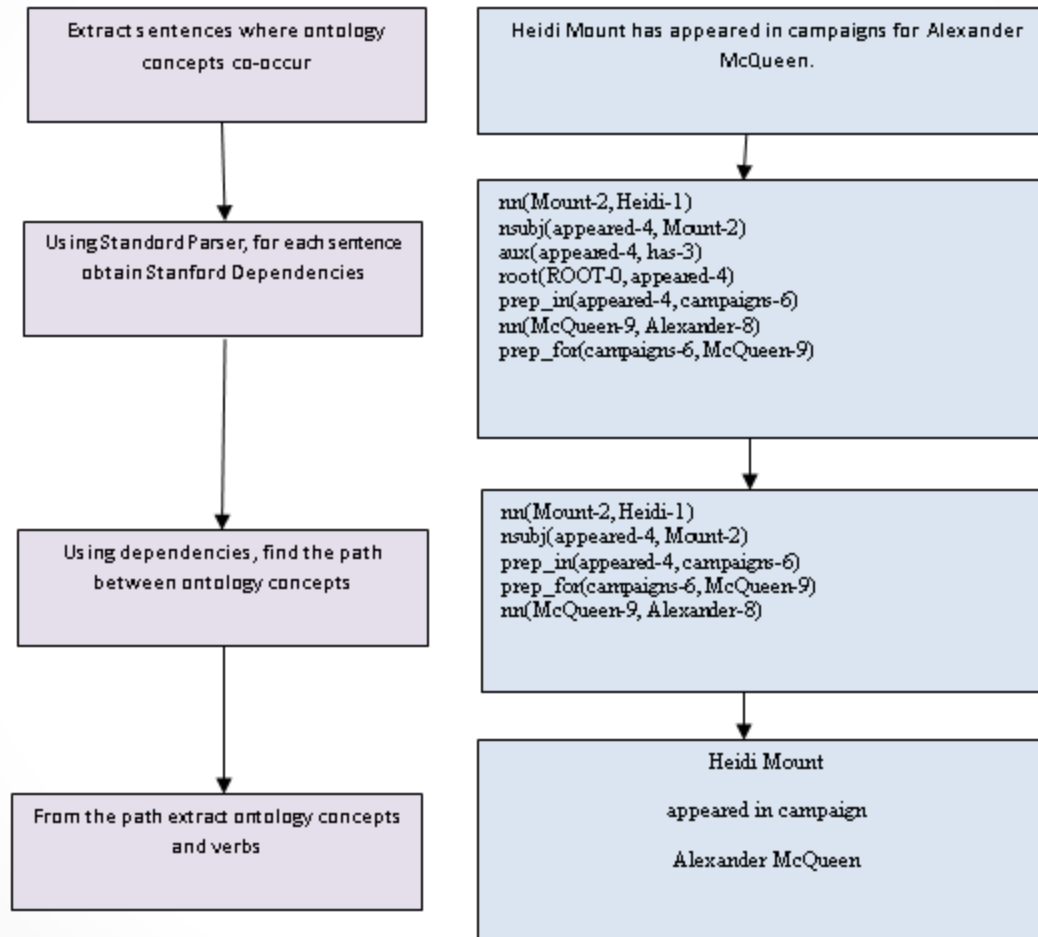 Extract sentences where ontology
concepts co-occur
Using Standord Parser, for each sentence
obtain Stanford Dependencies
Using dependencies, find the path
between ontology concepts
From the path extract ontology concepts
and verbs
Heidi Mount has appeared in campaigns for Alexander
McQueen.
nn(Mount-2, Heidi-1)
nsubj(appeared-4, Mount-2)
aux(appeared-4, has-3)
root(ROOT-0, appeared-4)
prep_in(appeared-4, campaigns-6)
nn(McQueen-9, Alexander-8)
prep_for(campaigns-6, McQueen-9)
nn(Mount-2, Heidi-1)
nsubj(appeared-4, Mount-2)
prep_in(appeared-4, campaigns-6)
prep_for(campaigns-6, McQueen-9)
nn(McQueen-9, Alexander-8)
Heidi Mount
appeared in campaign
Alexander McQueen